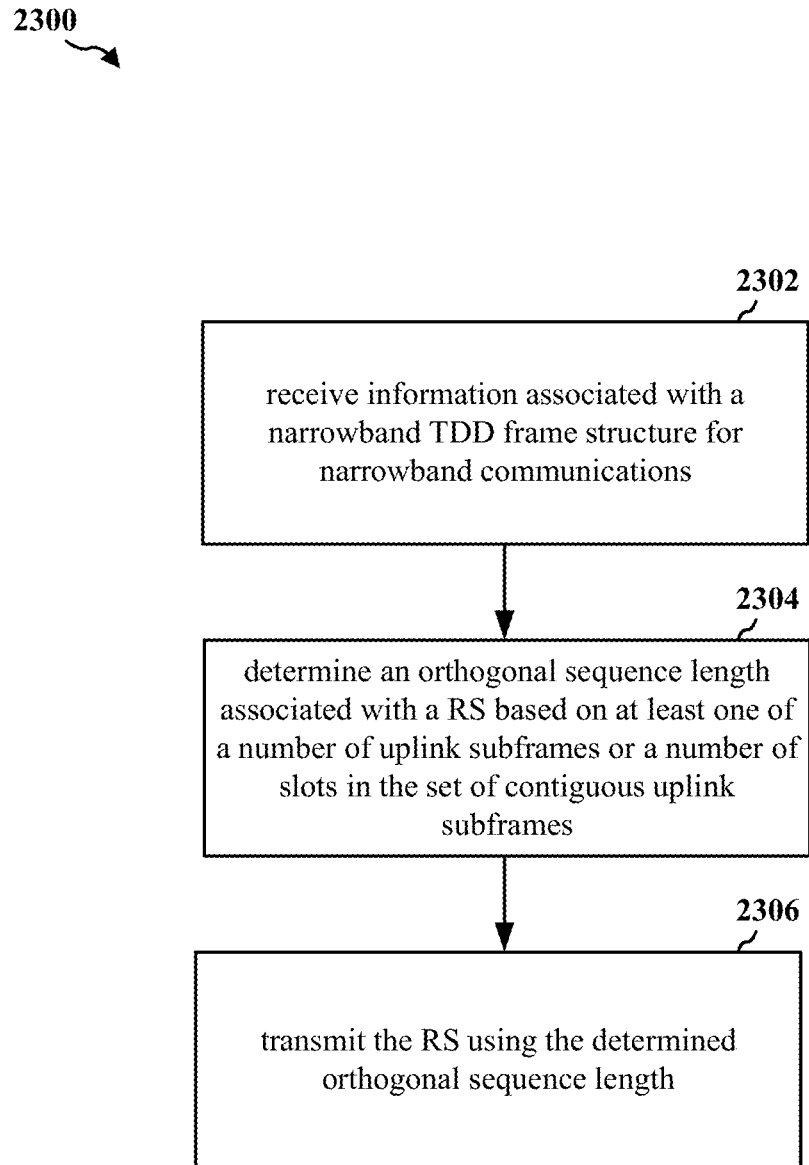 2300
2302
receive information associated with a
narrowband TDD frame structure for
narrowband communications
2304
determine an orthogonal sequence length
associated with a RS based on at least one of
a number of uplink subframes or a number of
slots in the set of contiguous uplink
subframes
2306
transmit the RS using the determined
orthogonal sequence length